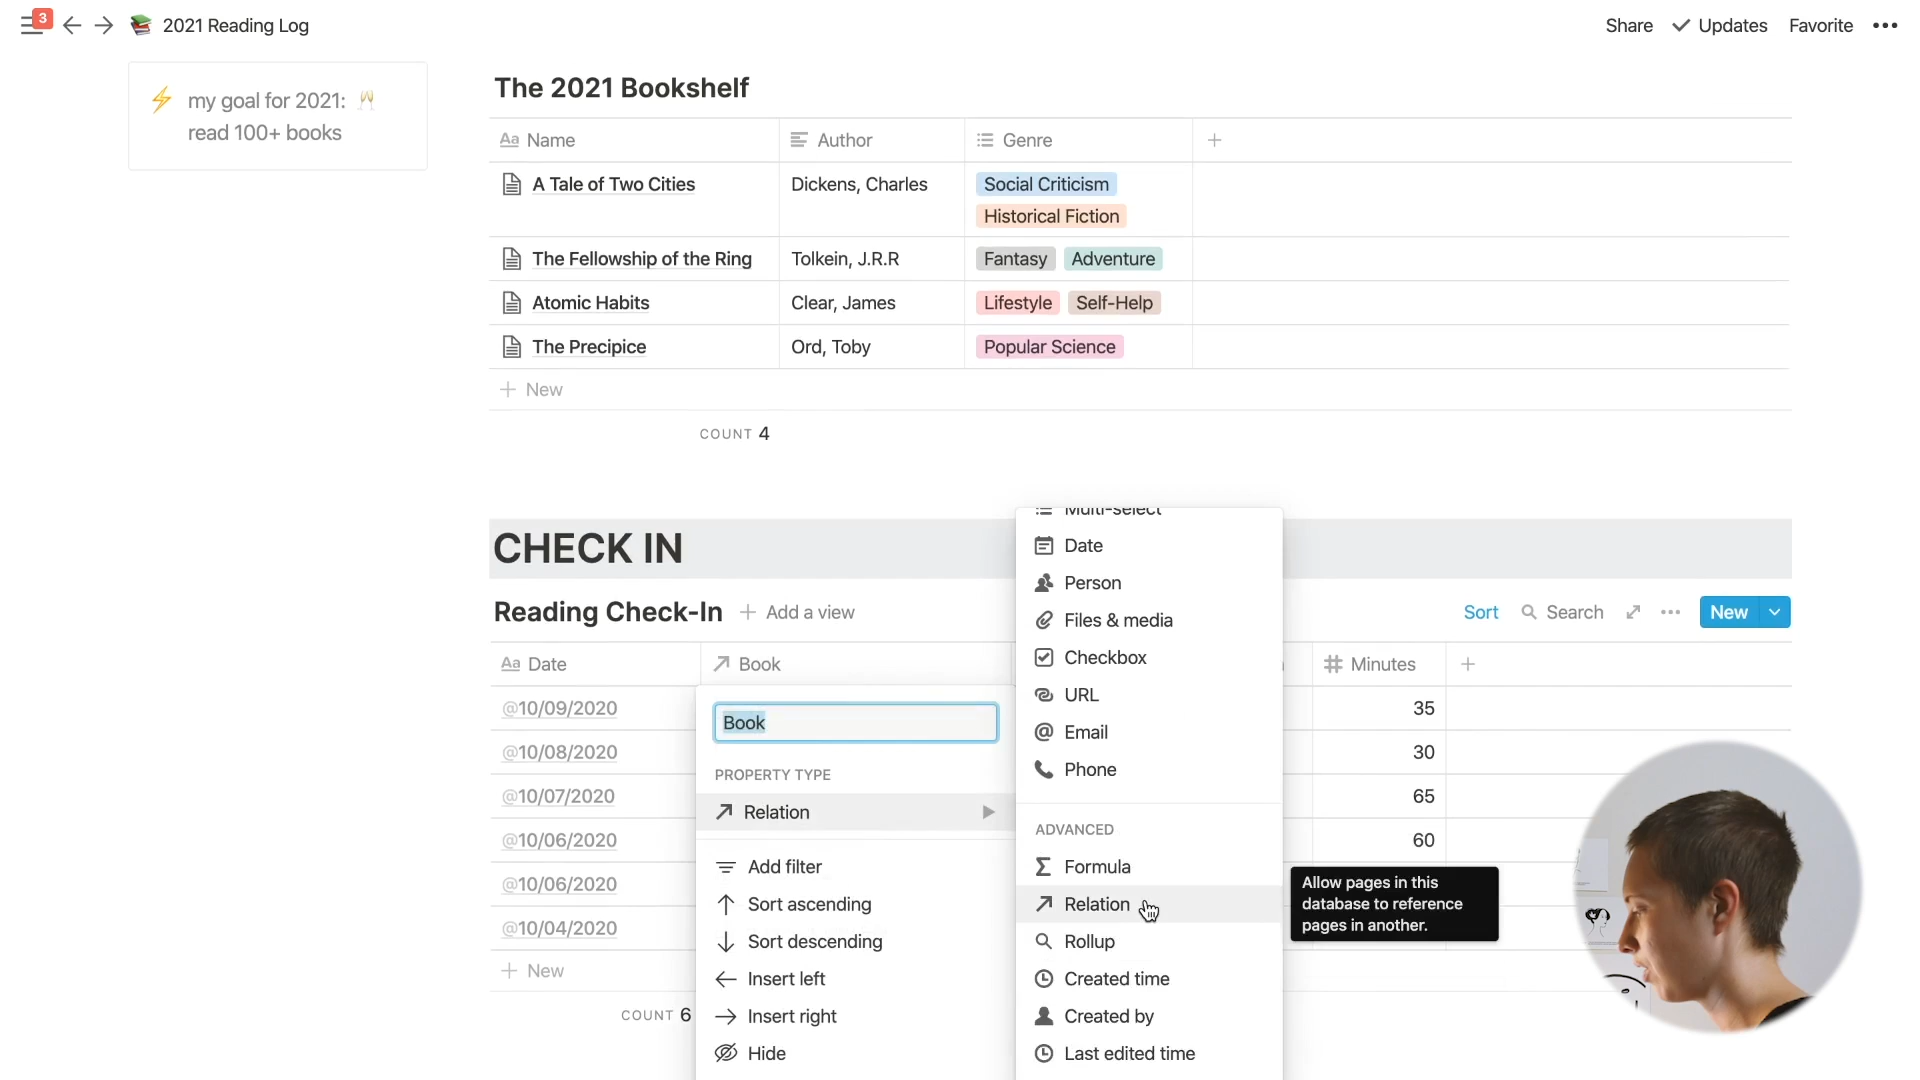 3
2021 Reading Log
Share
Updates
Favorite
my goal for 2021:
read 100+ books
The 2021 Bookshelf
Aa Name
Author
Genre
A Tale of Two Cities
Dickens, Charles
Social Criticism
Historical Fiction
The Fellowship of the Ring
Tolkein, J.R.R
Fantasy
Adventure
Atomic Habits
Clear, James
Lifestyle
Self-Help
The Precipice
Ord, Toby
Popular Science
+ New
COUNT 4
CHECK IN
Reading Check-In
+ Add a view
Sort
Search
New
Aa Date
Book
# Minutes
@10/09/2020
35
@10/08/2020
30
@10/07/2020
65
@10/06/2020
60
@10/06/2020
@10/04/2020
+ New
COUNT 6
Book
PROPERTY TYPE
Relation
Add filter
Sort ascending
Sort descending
Insert left
Insert right
Hide
Multi-select
Date
Person
Files & media
Checkbox
URL
@ Email
Phone
ADVANCED
Σ Formula
Relation
Rollup
Created time
Created by
Last edited time
Allow pages in this
database to reference
pages in another.